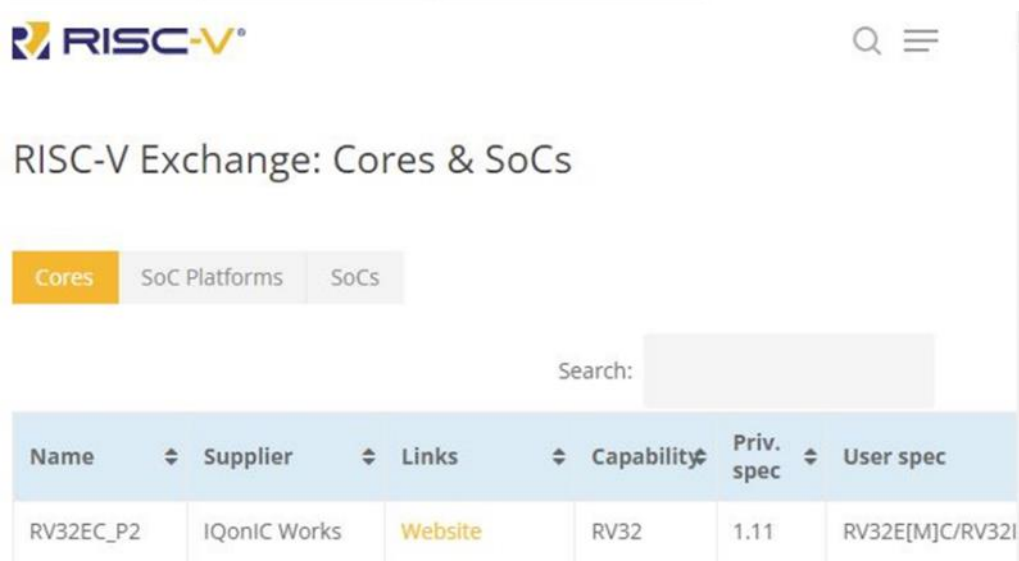 RISC-V®
RISC-V Exchange: Cores & SoCs
Cores SoC Platforms SoCs
Search:
Name Supplier Links Capability Priv. spec User spec
RV32EC_P2 IQonIC Works Website RV32 1.11 RV32E[M]C/RV32I